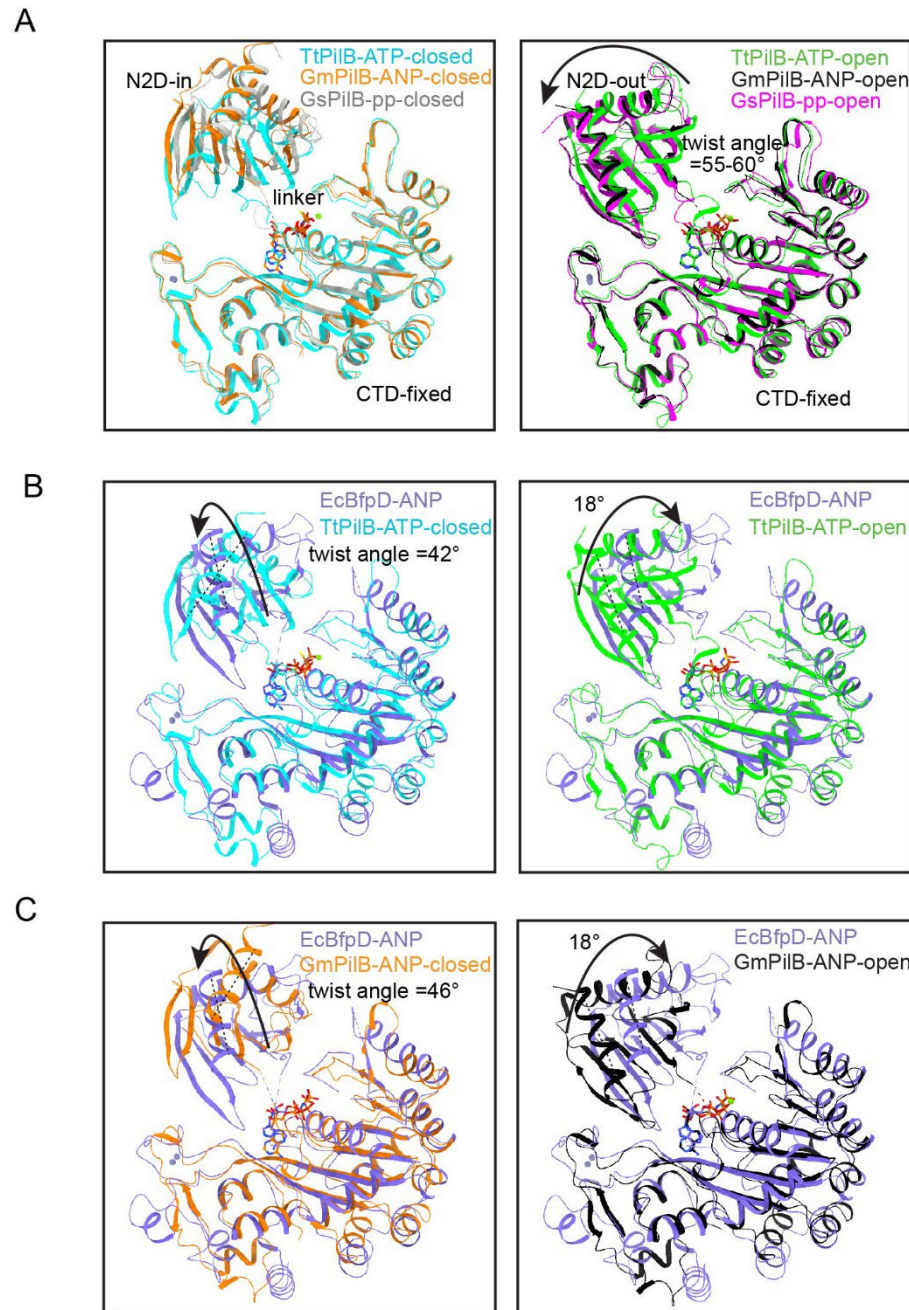 A
N2D-in
TtPilB-ATP-closed
GmPilB-ANP-closed
GsPilB-pp-closed
linker
CTD-fixed
N2D-out
TtPilB-ATP-open
GmPilB-ANP-open
GsPilB-pp-open
twist angle
=55-60°
CTD-fixed
B
EcBfpD-ANP
TtPilB-ATP-closed
twist angle =42°
18°
EcBfpD-ANP
TtPilB-ATP-open
C
EcBfpD-ANP
GmPilB-ANP-closed
twist angle =46°
18°
EcBfpD-ANP
GmPilB-ANP-open